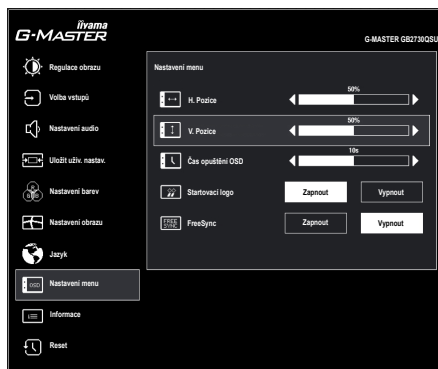 iiyama
G-MASTER
G-MASTER GB2730QSU
Regulace obrazu
Volba vstupů
Nastavení audio
Uložit uživ. nastav.
Nastavení barev
Nastavení obrazu
Jazyk
OSD Nastavení menu
Informace
Reset
Nastavení menu
50%
H. Pozice
50%
V. Pozice
10s
Čas opuštění OSD
Startovací logo
Zapnout Vypnout
FREE
SYNC
FreeSync
Zapnout Vypnout